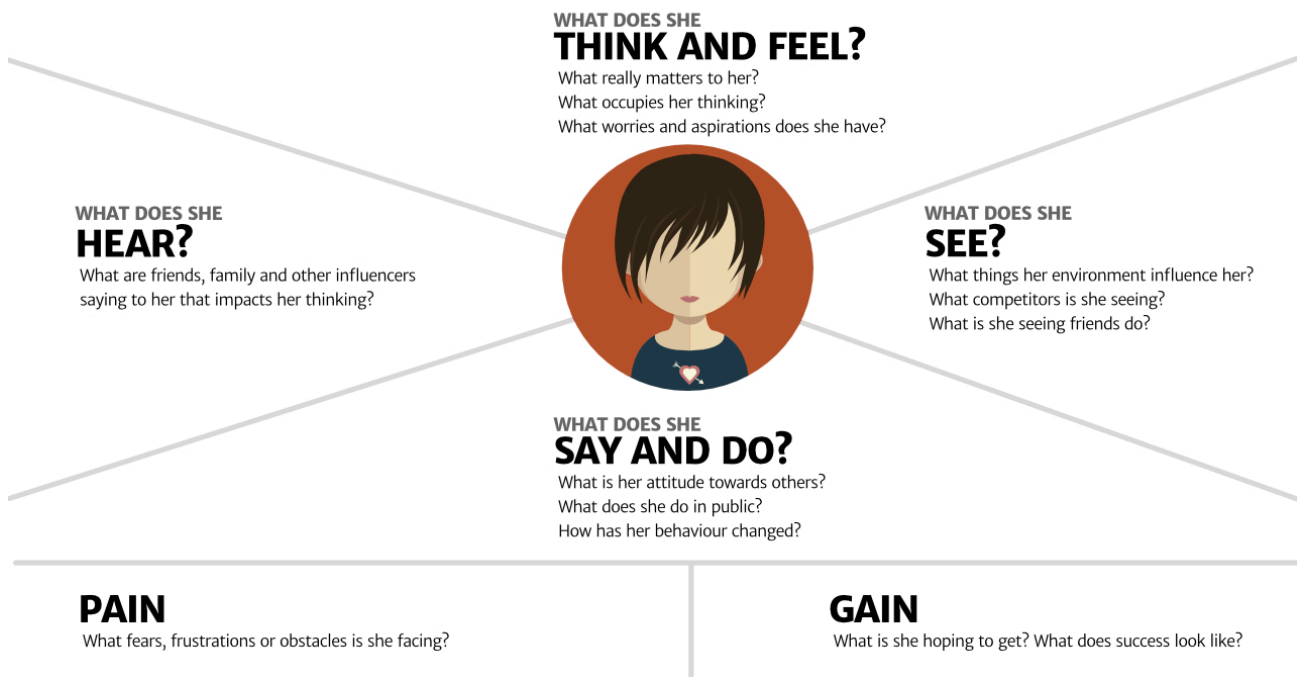 WHAT DOES SHE
THINK AND FEEL?
What really matters to her?
What occupies her thinking?
What worries and aspirations does she have?
WHAT DOES SHE
HEAR?
What are friends, family and other influencers
saying to her that impacts her thinking?
WHAT DOES SHE
SEE?
What things her environment influence her?
What competitors is she seeing?
What is she seeing friends do?
WHAT DOES SHE
SAY AND DO?
What is her attitude towards others?
What does she do in public?
How has her behaviour changed?
PAIN
What fears, frustrations or obstacles is she facing?
GAIN
What is she hoping to get? What does success look like?